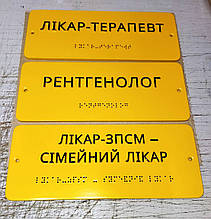 ЛІКАР-ТЕРАПЕВТ
РЕНТГЕНОЛОГ
ЛІКАР-ЗПСМ –
СІМЕЙНИЙ ЛІКАР